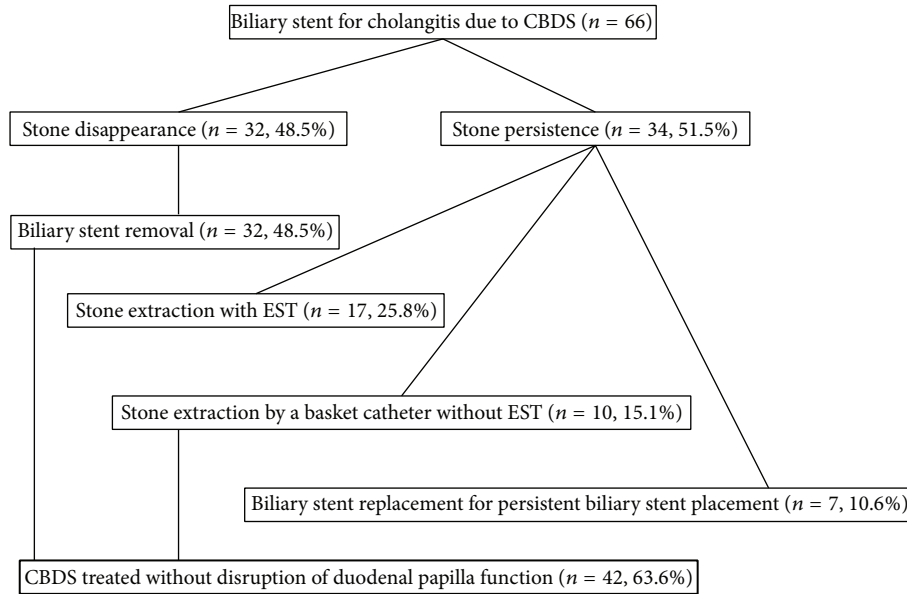 Biliary stent for cholangitis due to CBDS (n = 66)
Stone disappearance (n = 32, 48.5%)
Stone persistence (n = 34, 51.5%)
Biliary stent removal (n = 32, 48.5%)
Stone extraction with EST (n = 17, 25.8%)
Stone extraction by a basket catheter without EST (n = 10, 15.1%)
Biliary stent replacement for persistent biliary stent placement (n = 7, 10.6%)
CBDS treated without disruption of duodenal papilla function (n = 42, 63.6%)